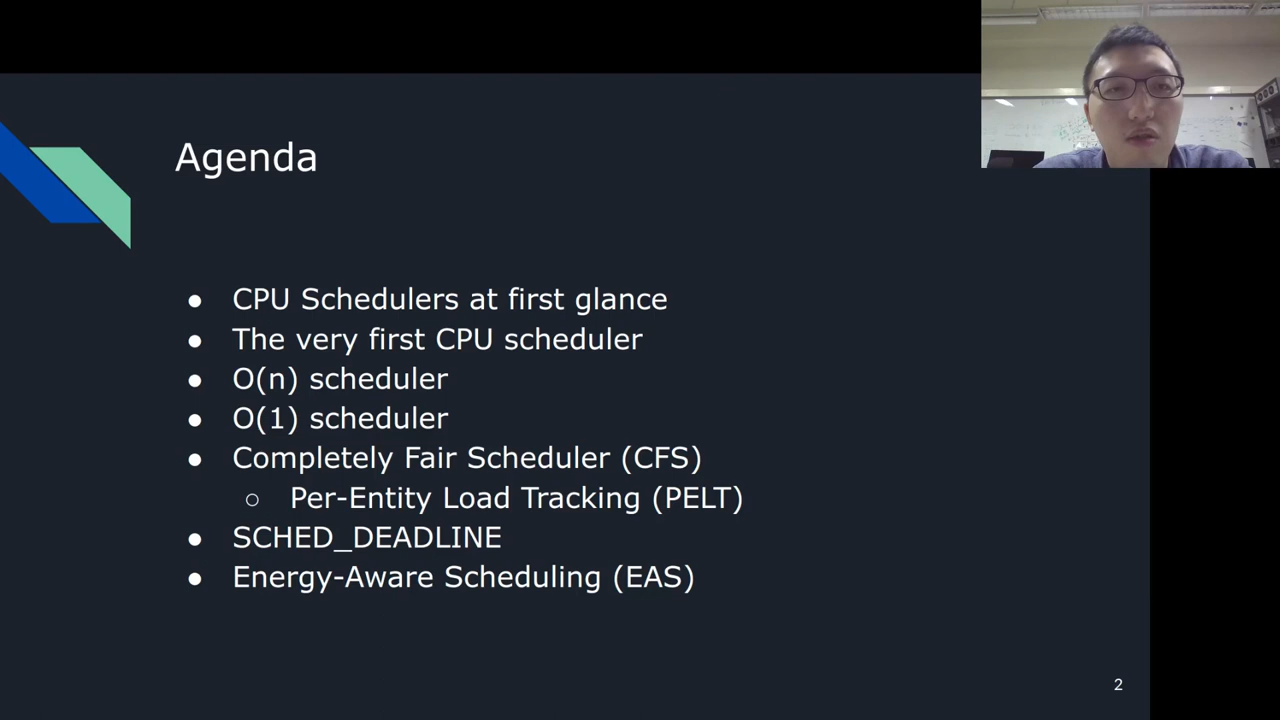 Agenda
● CPU Schedulers at first glance
● The very first CPU scheduler
● O(n) scheduler
● O(1) scheduler
● Completely Fair Scheduler (CFS)
○ Per-Entity Load Tracking (PELT)
● SCHED_DEADLINE
● Energy-Aware Scheduling (EAS)
2